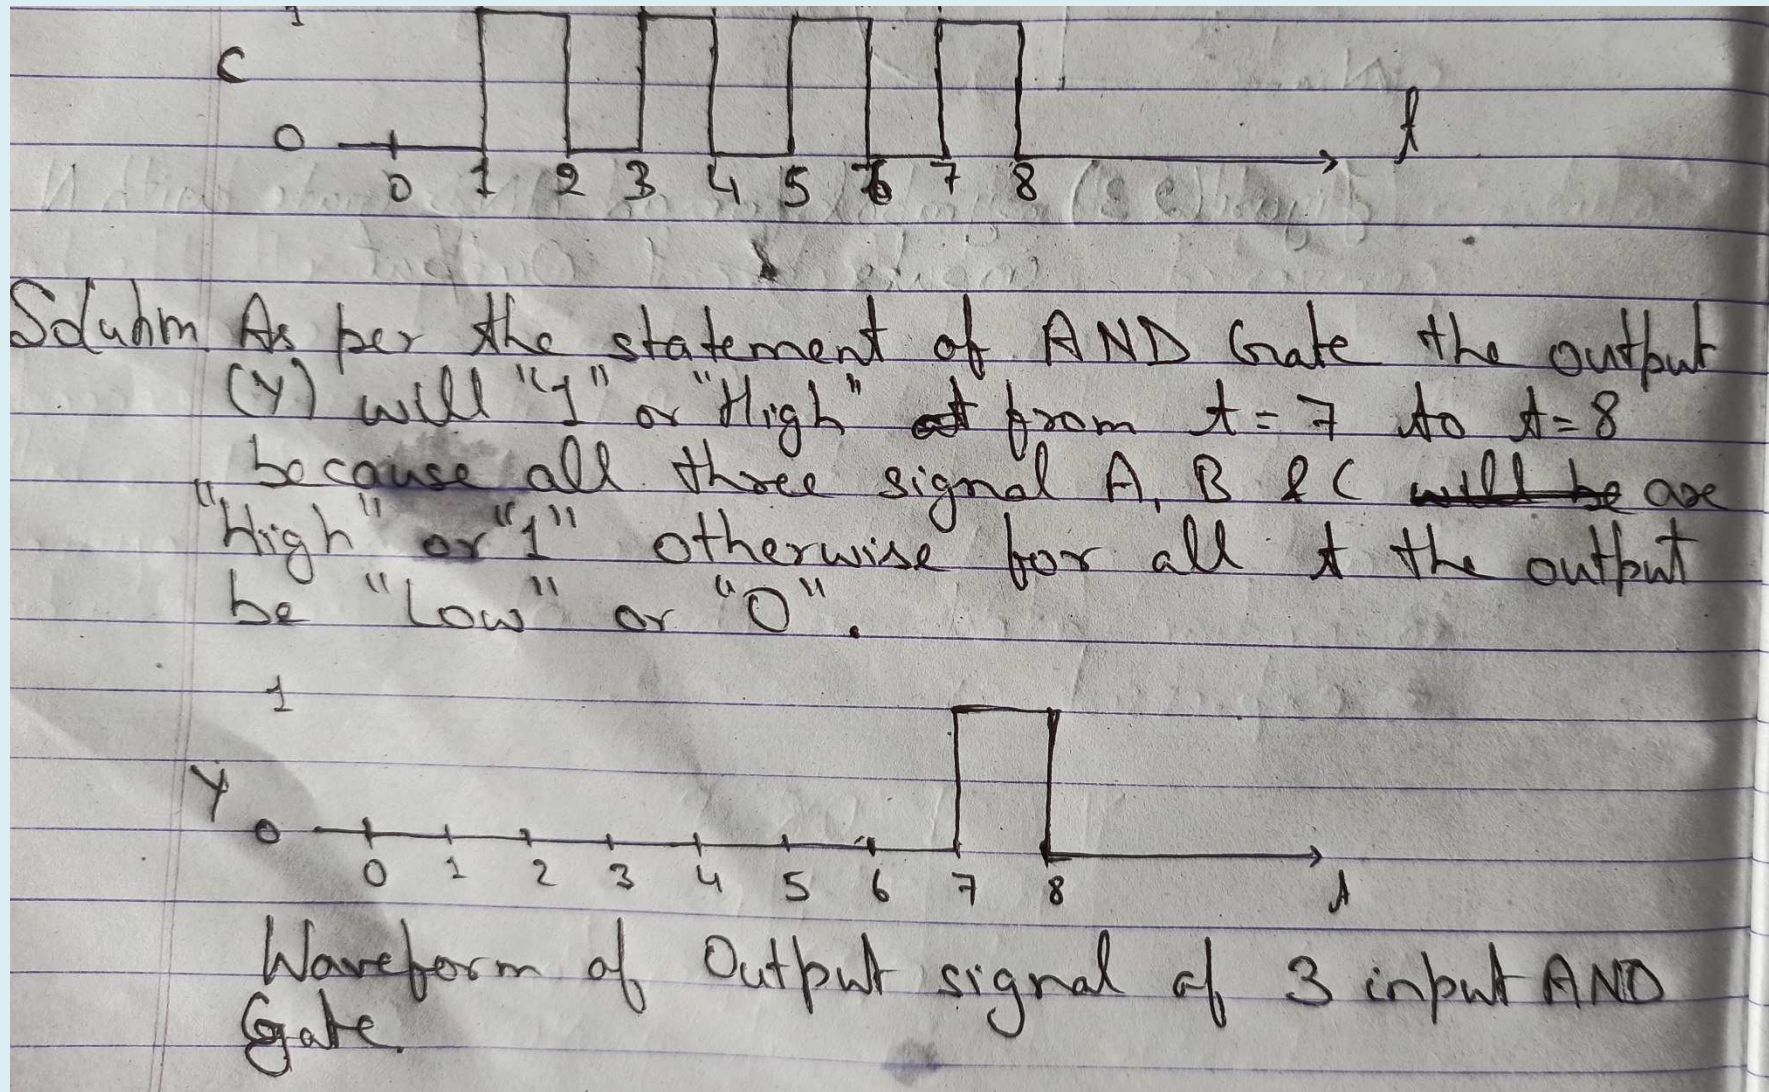 1
C
0
0 1 2 3 4 5 6 7 8
t
Solution As per the statement of AND Gate the output
(Y) will "1" or "High" from t = 7 to t = 8
because all three signal A, B & C will be are
"High" or "1" otherwise for all t the output
be "Low" or "0".
1
Y
0
0 1 2 3 4 5 6 7 8
t
Waveform of Output signal of 3 input AND
Gate.